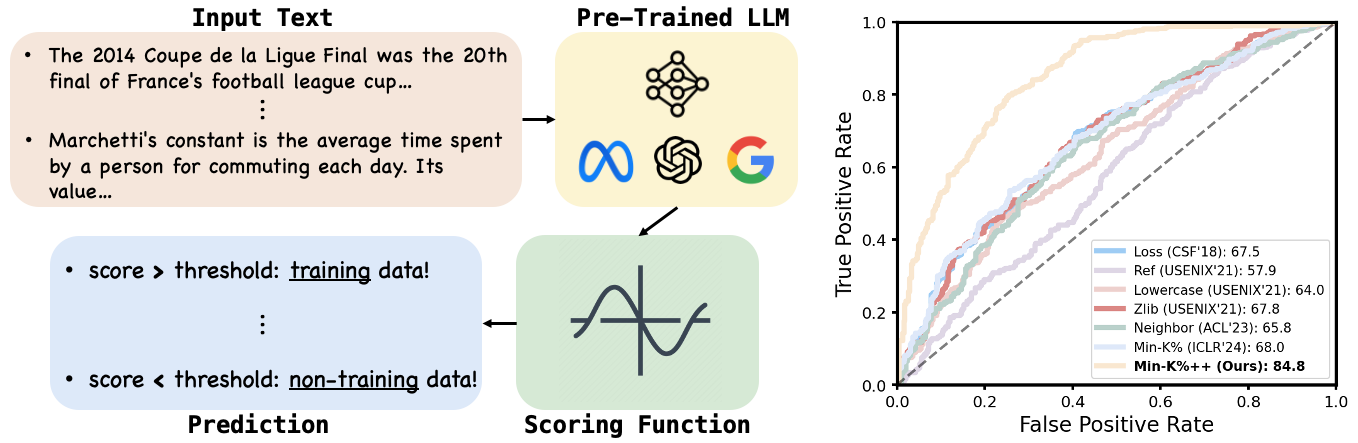 Input Text
• The 2014 Coupe de la Ligue Final was the 20th
final of France's football league cup...
⋮
• Marchetti's constant is the average time spent
by a person for commuting each day. Its
value...
Pre-Trained LLM
• score > threshold: training data!
⋮
• score < threshold: non-training data!
Prediction
Scoring Function
True Positive Rate
1.0
0.8
0.6
0.4
0.2
0.0
Loss (CSF'18): 67.5
Ref (USENIX'21): 57.9
Lowercase (USENIX'21): 64.0
Zlib (USENIX'21): 67.8
Neighbor (ACL'23): 65.8
Min-K% (ICLR'24): 68.0
Min-K%++ (Ours): 84.8
0.0 0.2 0.4 0.6 0.8 1.0
False Positive Rate